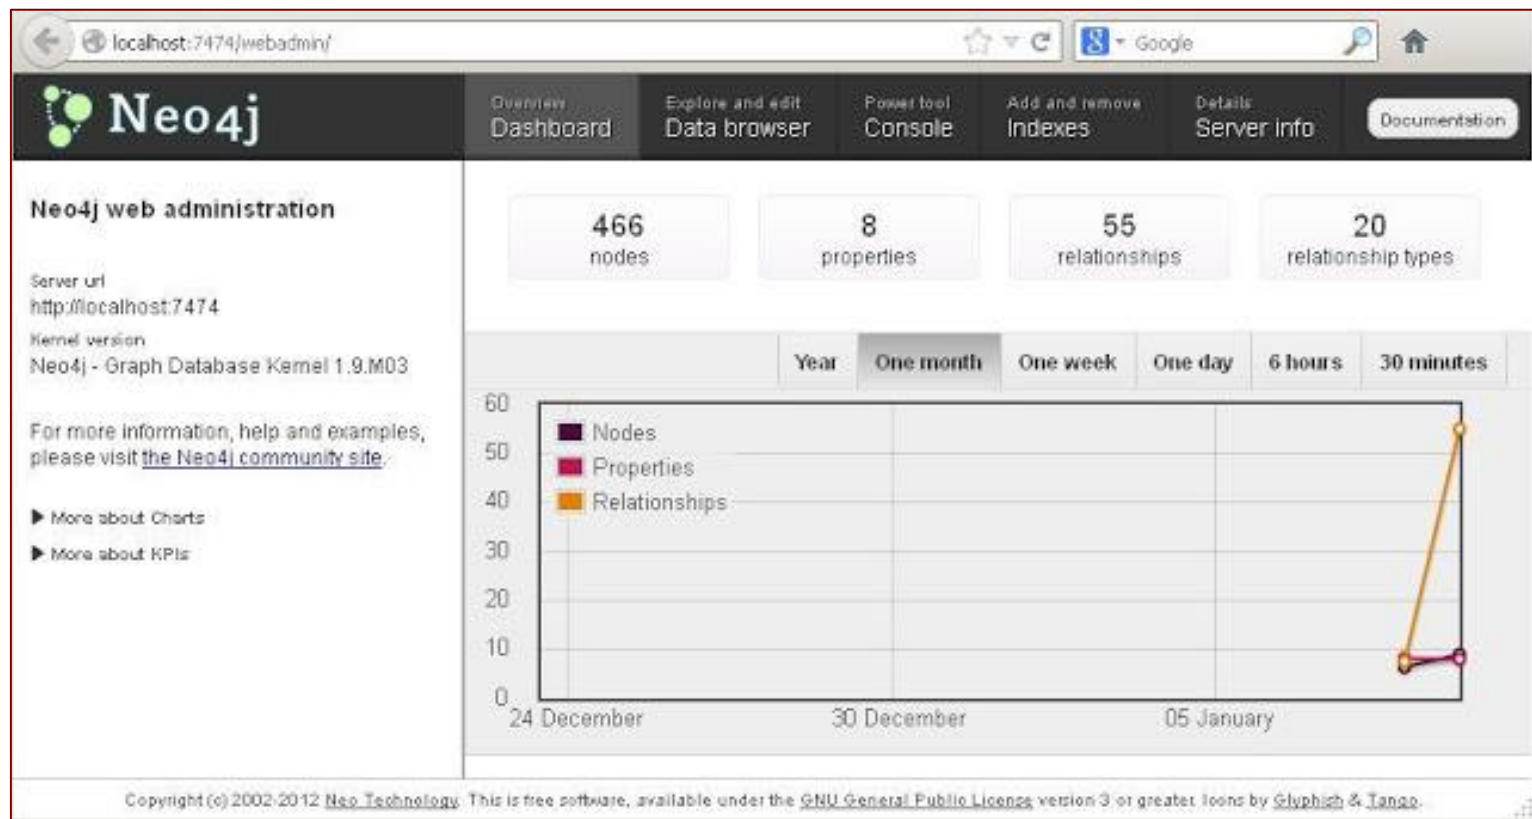 localhost:7474/webadmin/
Google
Neo4j
Overview
Dashboard
Explore and edit
Data browser
Power tool
Console
Add and remove
Indexes
Details
Server info
Documentation
Neo4j web administration
Server url
http://localhost:7474
Kernel version
Neo4j - Graph Database Kernel 1.9.M03
For more information, help and examples,
please visit the Neo4j community site.
More about Charts
More about KPIs
466
nodes
8
properties
55
relationships
20
relationship types
Year
One month
One week
One day
6 hours
30 minutes
60
50
40
30
20
10
0
Nodes
Properties
Relationships
24 December
30 December
05 January
Copyright (c) 2002-2012 Neo Technology. This is free software, available under the GNU General Public License version 3 or greater. Icons by Glyphish & Tango.